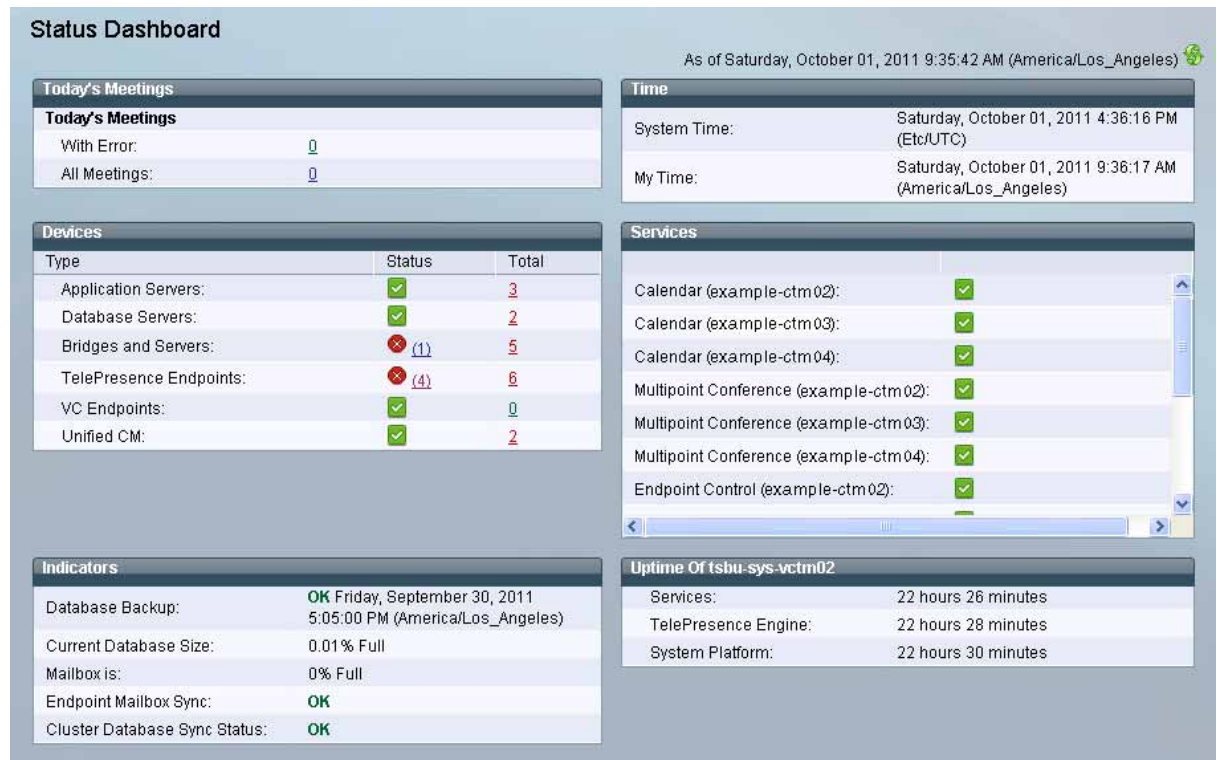 Status Dashboard
As of Saturday, October 01, 2011 9:35:42 AM (America/Los_Angeles)
Today's Meetings
Today's Meetings
With Error: 0
All Meetings: 0
Time
System Time: Saturday, October 01, 2011 4:36:16 PM
(Etc/UTC)
My Time: Saturday, October 01, 2011 9:36:17 AM
(America/Los_Angeles)
Devices
Type Status Total
Application Servers: 3
Database Servers: 2
Bridges and Servers: (1) 5
TelePresence Endpoints: (4) 6
VC Endpoints: 0
Unified CM: 2
Services
Calendar (example-ctm02):
Calendar (example-ctm03):
Calendar (example-ctm04):
Multipoint Conference (example-ctm02):
Multipoint Conference (example-ctm03):
Multipoint Conference (example-ctm04):
Endpoint Control (example-ctm02):
Indicators
Database Backup: OK Friday, September 30, 2011
5:05:00 PM (America/Los_Angeles)
Current Database Size: 0.01% Full
Mailbox is: 0% Full
Endpoint Mailbox Sync: OK
Cluster Database Sync Status: OK
Uptime Of tsbu-sys-vctm02
Services: 22 hours 26 minutes
TelePresence Engine: 22 hours 28 minutes
System Platform: 22 hours 30 minutes